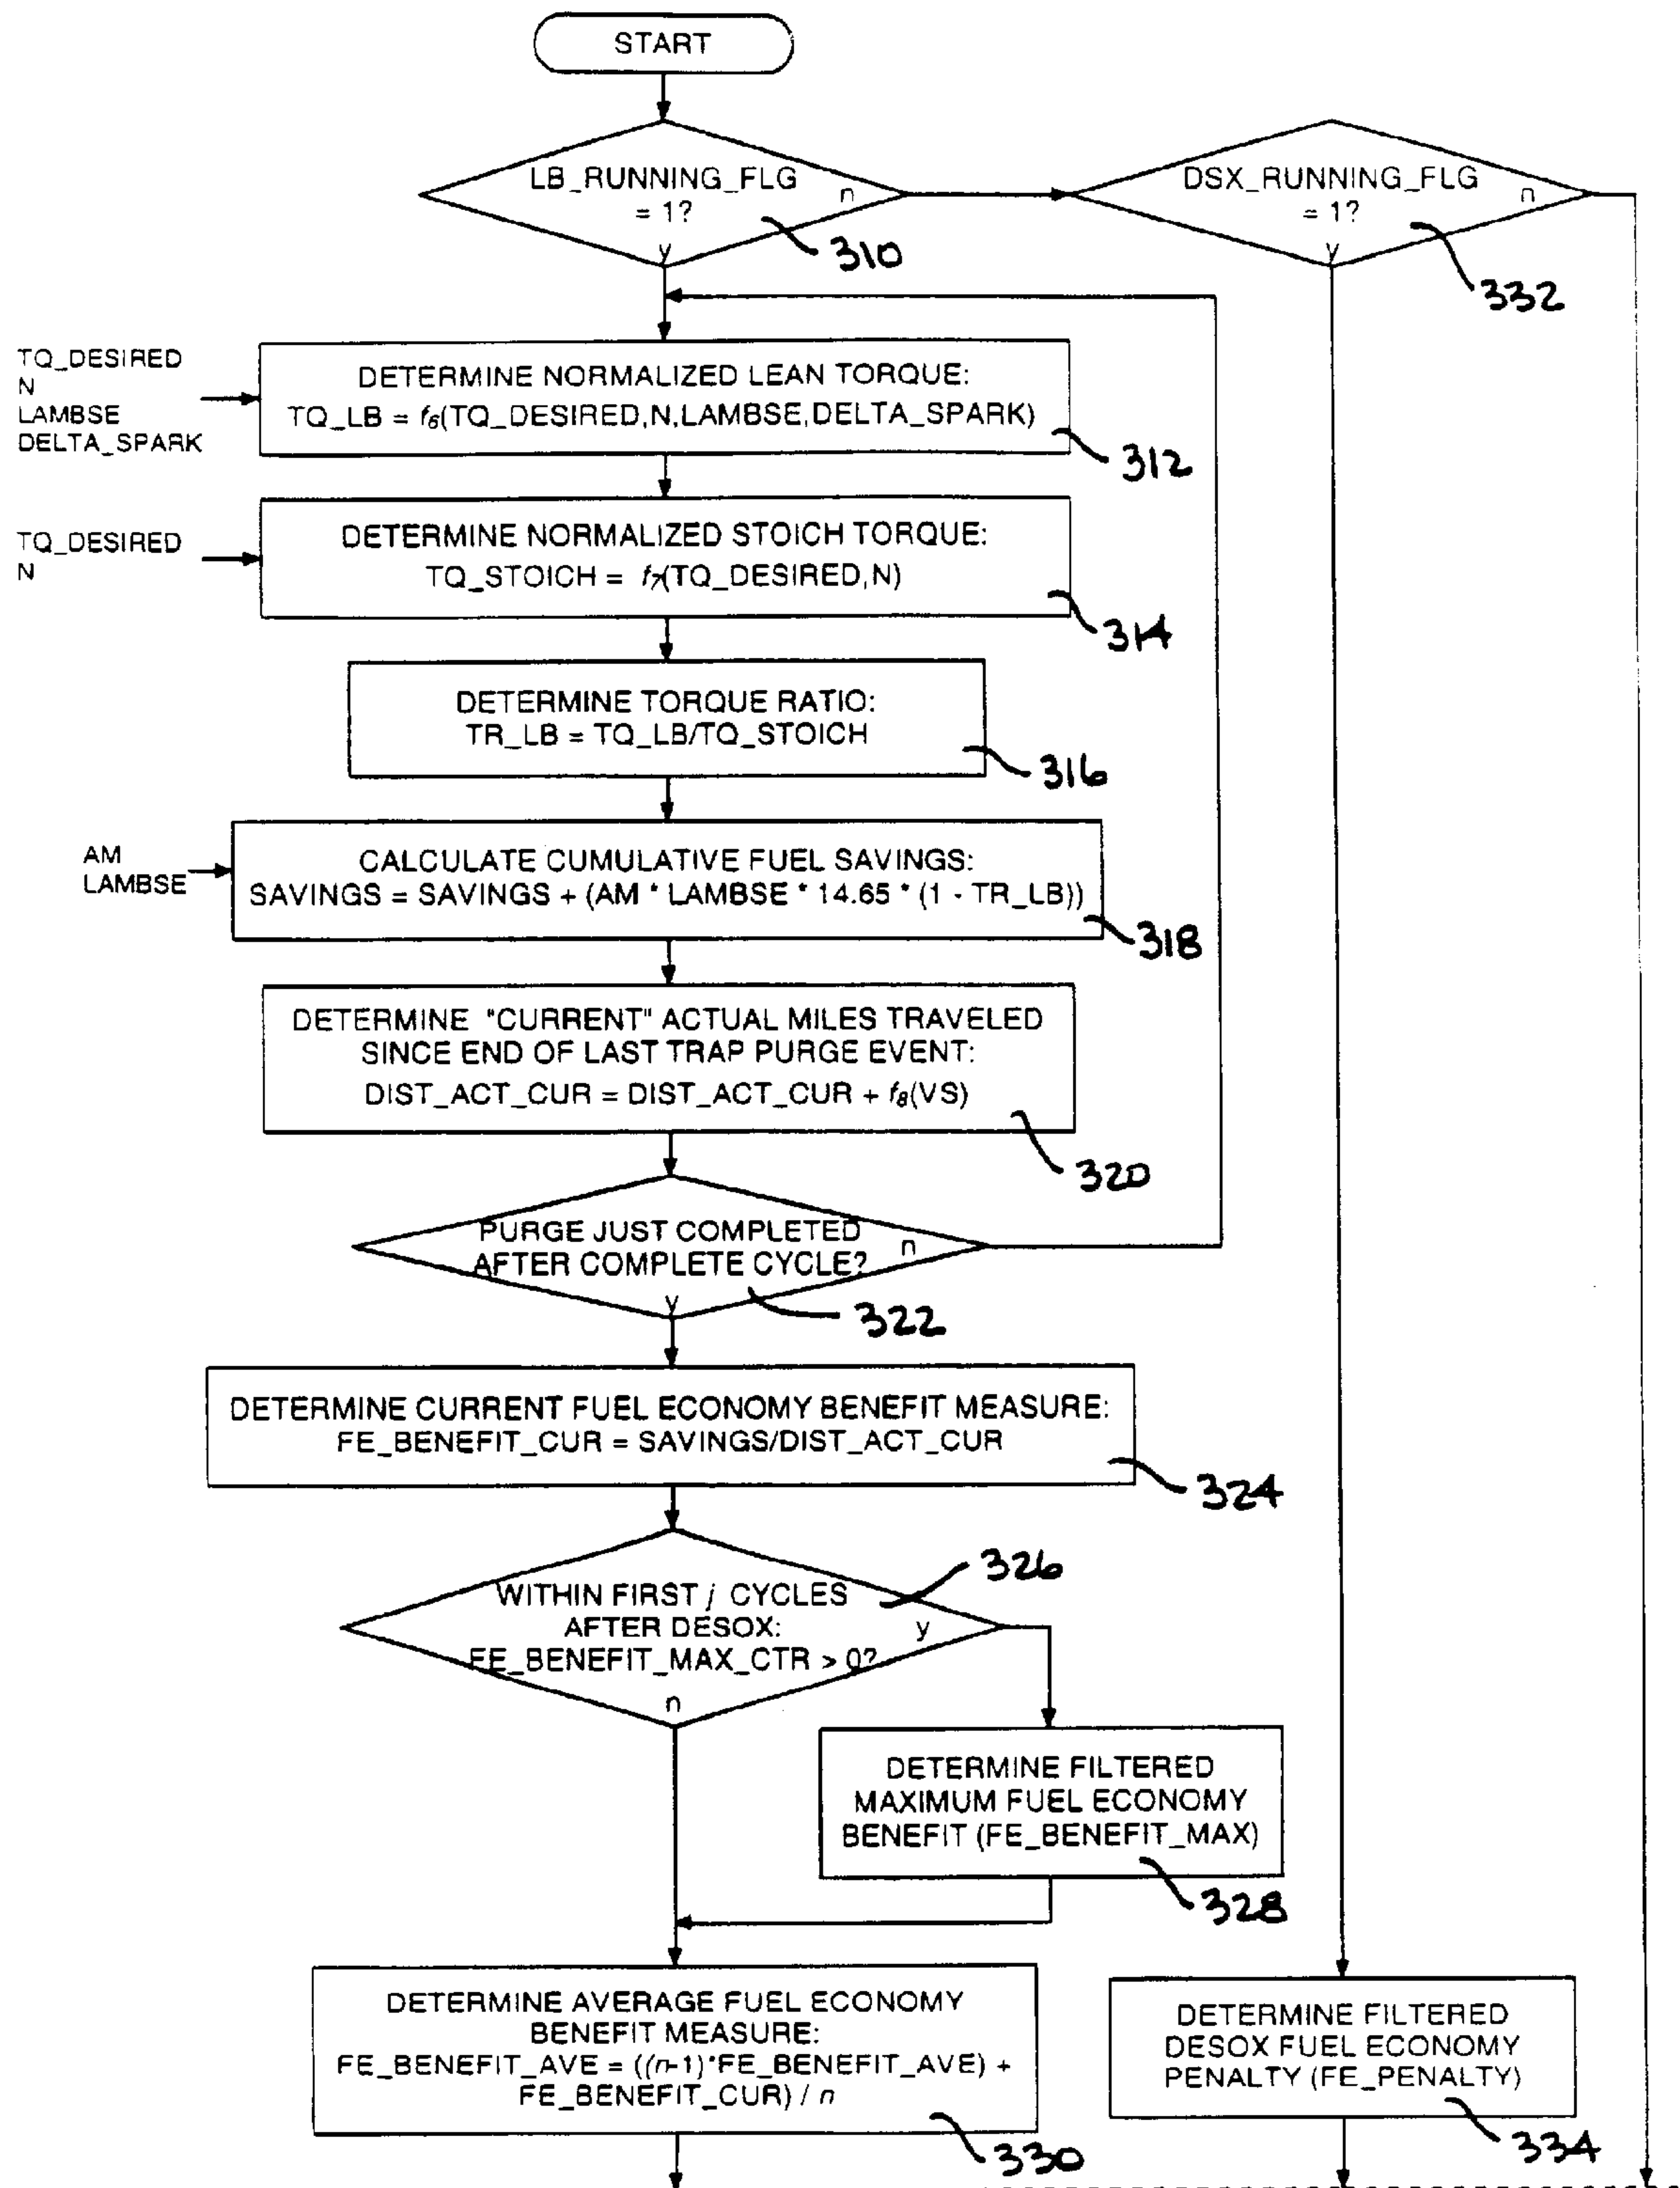 START
LB_RUNNING_FLG
= 1?
n
y
310
DSX_RUNNING_FLG
= 1?
n
y
332
TQ_DESIRED
N
LAMBSE
DELTA_SPARK
DETERMINE NORMALIZED LEAN TORQUE:
TQ_LB = f6(TQ_DESIRED,N,LAMBSE,DELTA_SPARK)
312
TQ_DESIRED
N
DETERMINE NORMALIZED STOICH TORQUE:
TQ_STOICH = f7(TQ_DESIRED,N)
314
DETERMINE TORQUE RATIO:
TR_LB = TQ_LB/TQ_STOICH
316
AM
LAMBSE
CALCULATE CUMULATIVE FUEL SAVINGS:
SAVINGS = SAVINGS + (AM * LAMBSE * 14.65 * (1 - TR_LB))
318
DETERMINE "CURRENT" ACTUAL MILES TRAVELED
SINCE END OF LAST TRAP PURGE EVENT:
DIST_ACT_CUR = DIST_ACT_CUR + f8(VS)
320
PURGE JUST COMPLETED
AFTER COMPLETE CYCLE?
n
y
322
DETERMINE CURRENT FUEL ECONOMY BENEFIT MEASURE:
FE_BENEFIT_CUR = SAVINGS/DIST_ACT_CUR
324
326
WITHIN FIRST j CYCLES
AFTER DESOX:
FE_BENEFIT_MAX_CTR > 0?
y
n
DETERMINE FILTERED
MAXIMUM FUEL ECONOMY
BENEFIT (FE_BENEFIT_MAX)
328
DETERMINE AVERAGE FUEL ECONOMY
BENEFIT MEASURE:
FE_BENEFIT_AVE = ((n-1)*FE_BENEFIT_AVE) +
FE_BENEFIT_CUR) / n
330
DETERMINE FILTERED
DESOX FUEL ECONOMY
PENALTY (FE_PENALTY)
334